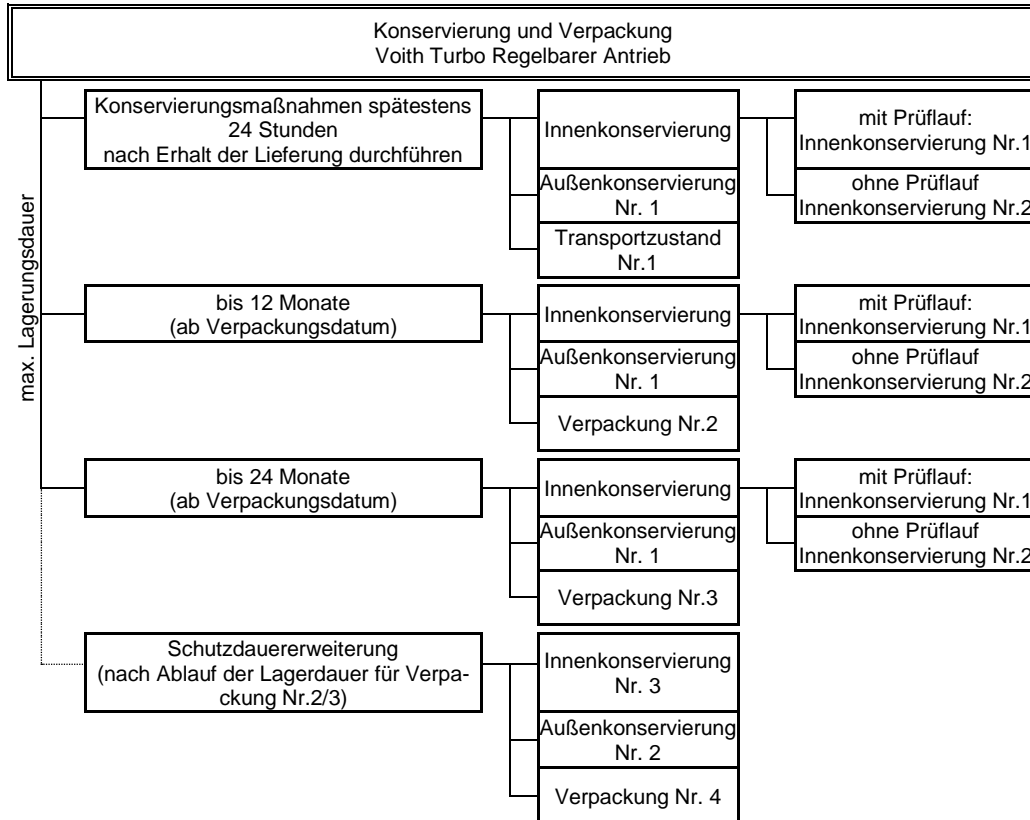 Konservierung und Verpackung
Voith Turbo Regelbarer Antrieb
max. Lagerungsdauer
Konservierungsmaßnahmen spätestens
24 Stunden
nach Erhalt der Lieferung durchführen
Innenkonservierung
mit Prüflauf:
Innenkonservierung Nr.1
ohne Prüflauf
Innenkonservierung Nr.2
Außenkonservierung
Nr. 1
Transportzustand
Nr.1
bis 12 Monate
(ab Verpackungsdatum)
Innenkonservierung
mit Prüflauf:
Innenkonservierung Nr.1
ohne Prüflauf
Innenkonservierung Nr.2
Außenkonservierung
Nr. 1
Verpackung Nr.2
bis 24 Monate
(ab Verpackungsdatum)
Innenkonservierung
mit Prüflauf:
Innenkonservierung Nr.1
ohne Prüflauf
Innenkonservierung Nr.2
Außenkonservierung
Nr. 1
Verpackung Nr.3
Schutzdauererweiterung
(nach Ablauf der Lagerdauer für Verpa-
ckung Nr.2/3)
Innenkonservierung
Nr. 3
Außenkonservierung
Nr. 2
Verpackung Nr. 4